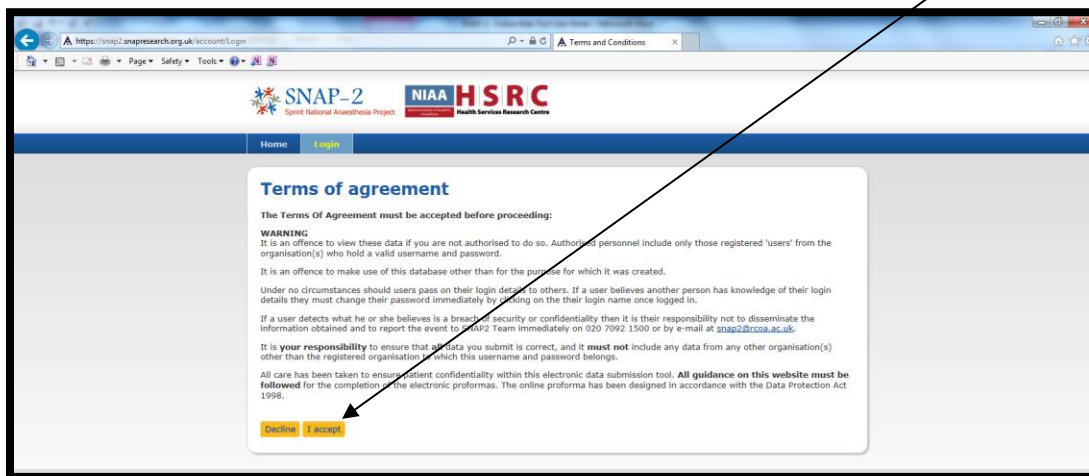 https://snap2.snapresearch.org.uk/account/Login
Terms and Conditions
Page Safety Tools
SNAP-2
Sprint National Anaesthesia Project
NIAA
HSRC
Health Services Research Centre
Home Login
Terms of agreement
The Terms Of Agreement must be accepted before proceeding:
WARNING
It is an offence to view these data if you are not authorised to do so. Authorised personnel include only those registered 'users' from the
organisation(s) who hold a valid username and password.
It is an offence to make use of this database other than for the purpose for which it was created.
Under no circumstances should users pass on their login details to others. If a user believes another person has knowledge of their login
details they must change their password immediately by clicking on the their login name once logged in.
If a user detects what he or she believes is a breach of security or confidentiality then it is their responsibility not to disseminate the
information obtained and to report the event to SNAP2 Team immediately on 020 7092 1500 or by e-mail at snap2@rcoa.ac.uk.
It is your responsibility to ensure that all data you submit is correct, and it must not include any data from any other organisation(s)
other than the registered organisation to which this username and password belongs.
All care has been taken to ensure patient confidentiality within this electronic data submission tool. All guidance on this website must be
followed for the completion of the electronic proformas. The online proforma has been designed in accordance with the Data Protection Act
1998.
Decline I accept